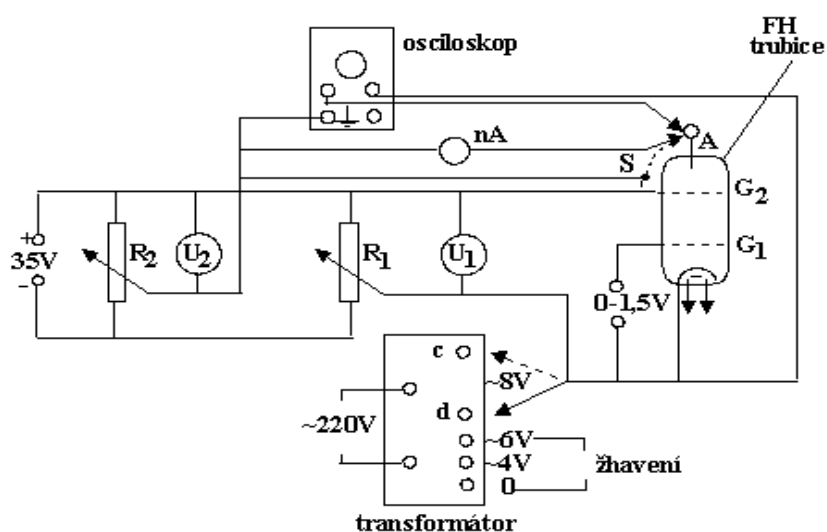 osciloskop
FH
trubice
nA
A
S
G2
G1
+
35V
-
R2
U2
R1
U1
0-1,5V
c
~8V
~220V
d
~6V
~4V
žhavení
0
transformátor